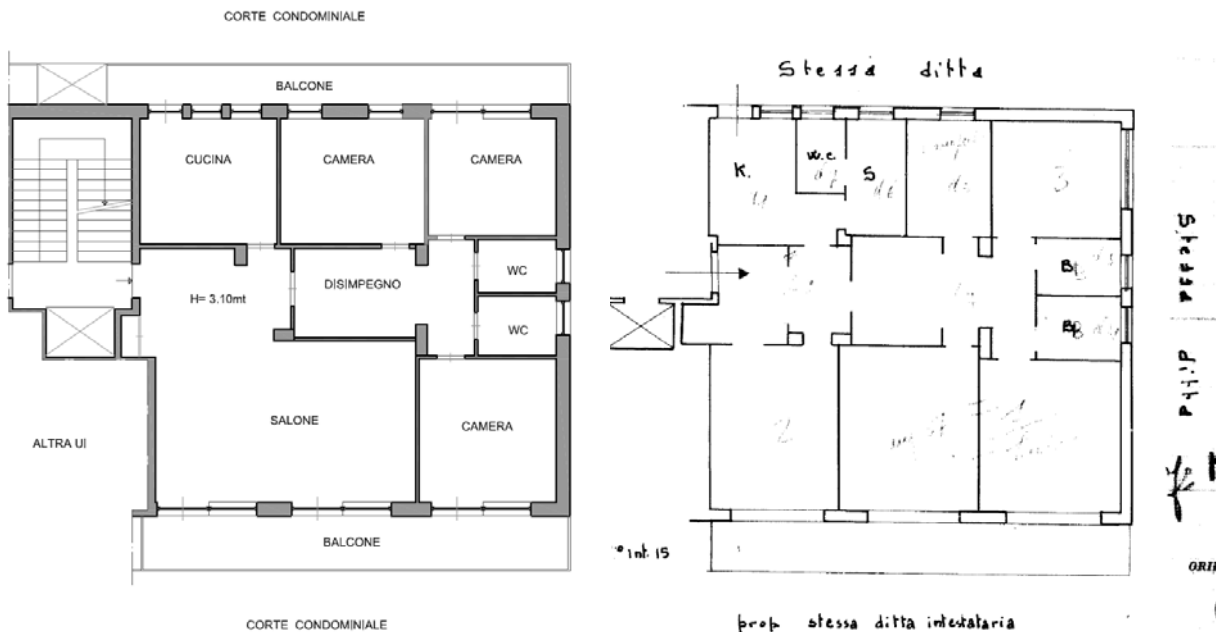 CORTE CONDOMINIALE
BALCONE
CUCINA
CAMERA
CAMERA
WC
DISIMPEGNO
H= 3.10mt
WC
SALONE
CAMERA
ALTRA UI
BALCONE
CORTE CONDOMINIALE
Stessa ditta
K.
w.c.
S
3
B
B
2
Stessa
ditta
int. 15
prop stessa ditta intestataria